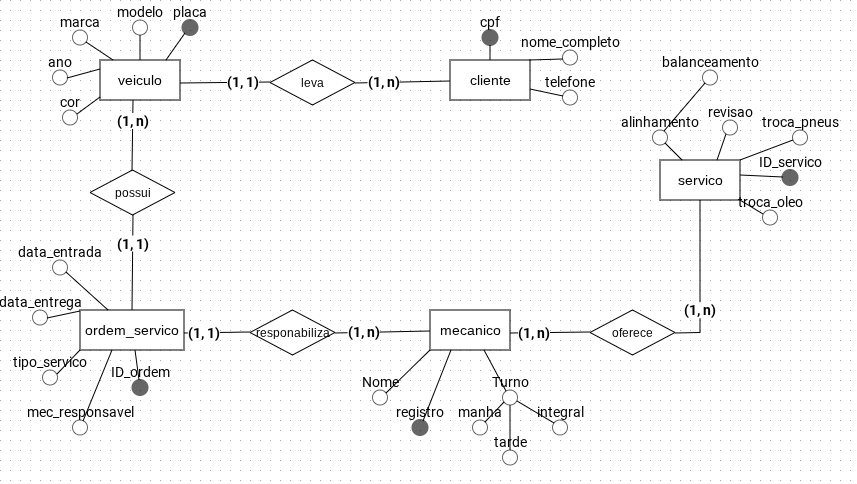 modelo placa
marca
cpf
nome_completo
ano
veiculo
(1, 1)
leva
(1, n)
cliente
telefone
cor
(1, n)
balanceamento
alinhamento
revisao
troca_pneus
ID_servico
servico
troca_oleo
possui
(1, 1)
data_entrada
data_entrega
ordem_servico
(1, 1)
responabiliza
(1, n)
mecanico
(1, n)
oferece
(1, n)
tipo_servico
ID_ordem
mec_responsavel
Nome
Turno
registro
manha
integral
tarde